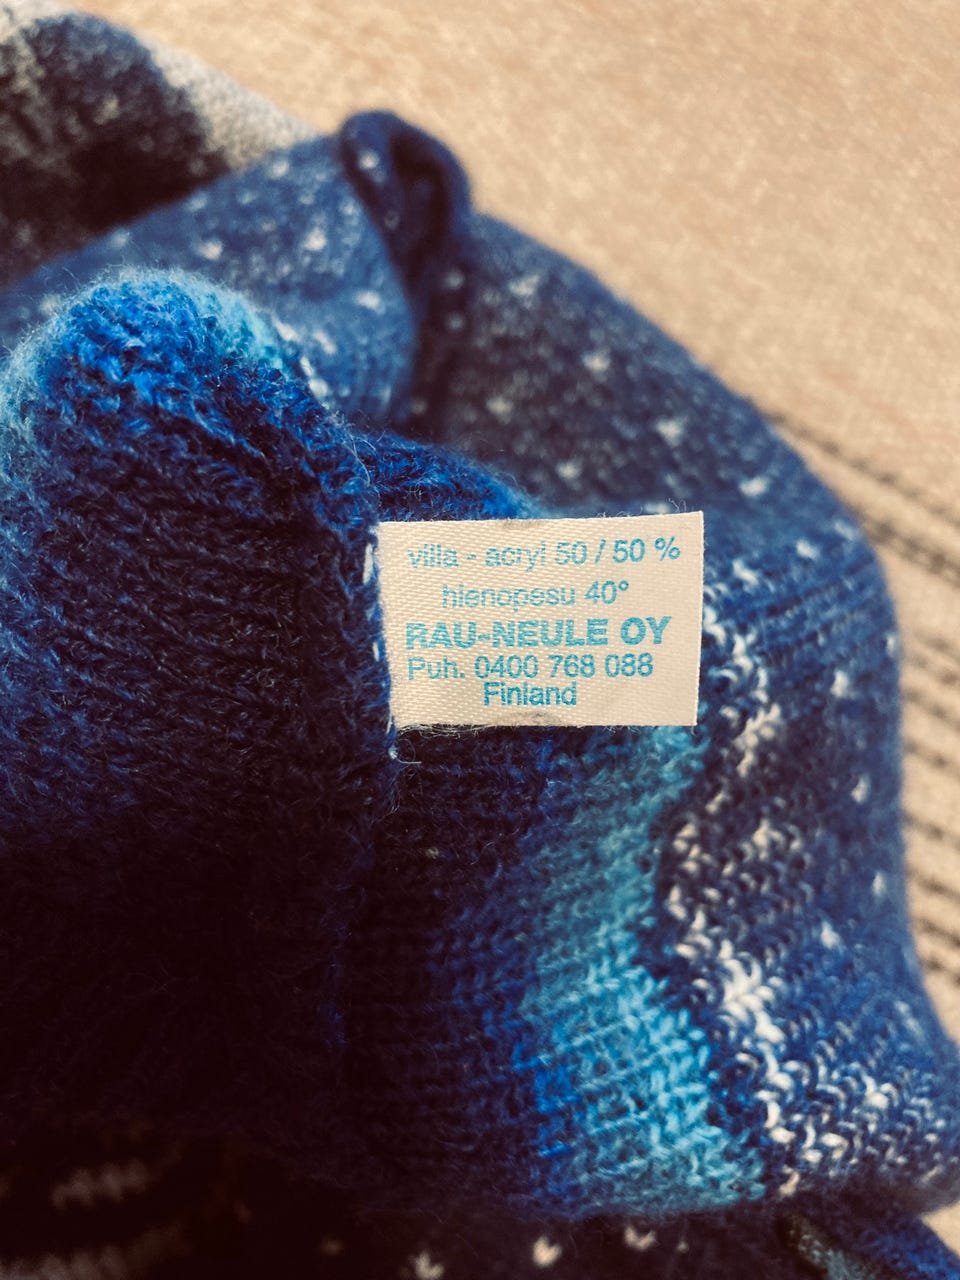 villa - acryl 50 / 50 %
hienopesu 40°
RAU-NEULE OY
Puh. 0400 768 088
Finland